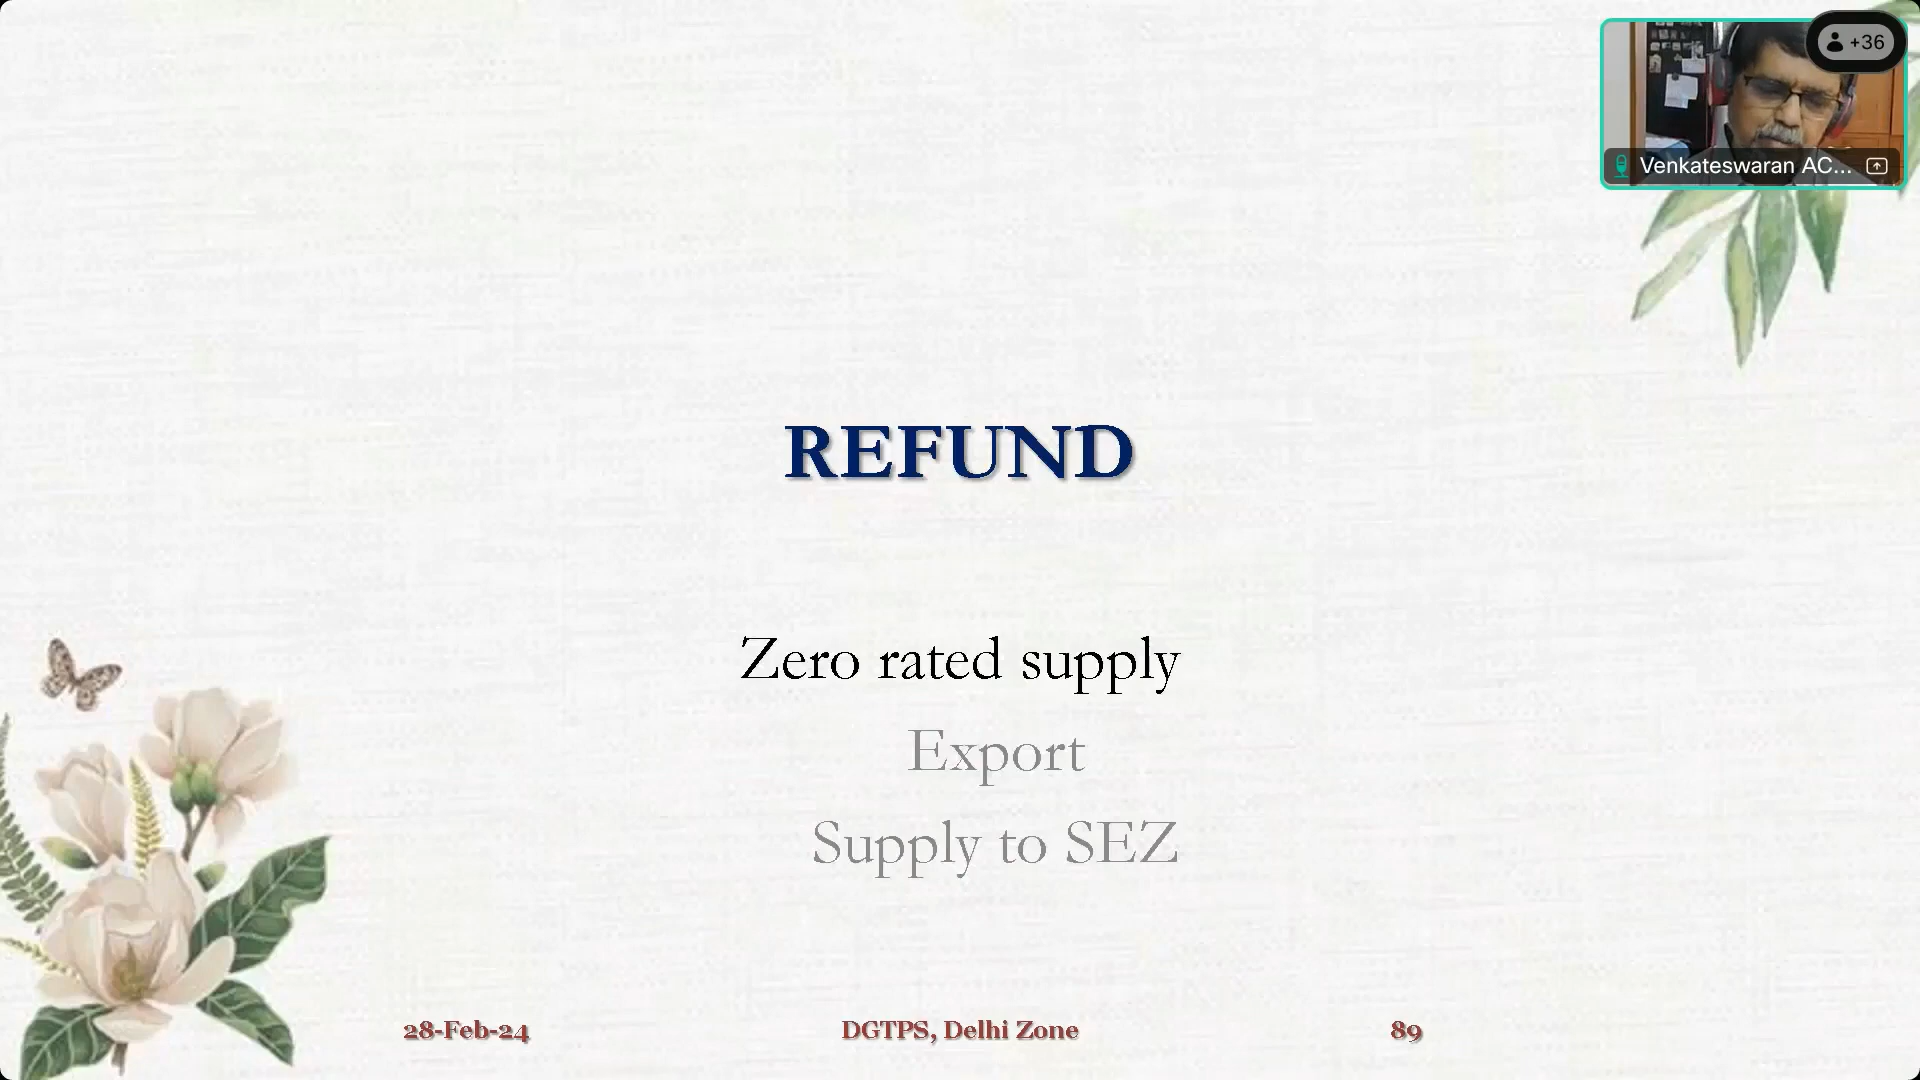 +36
Venkateswaran AC...
REFUND
Zero rated supply
Export
Supply to SEZ
28-Feb-24
DGTPS, Delhi Zone
89